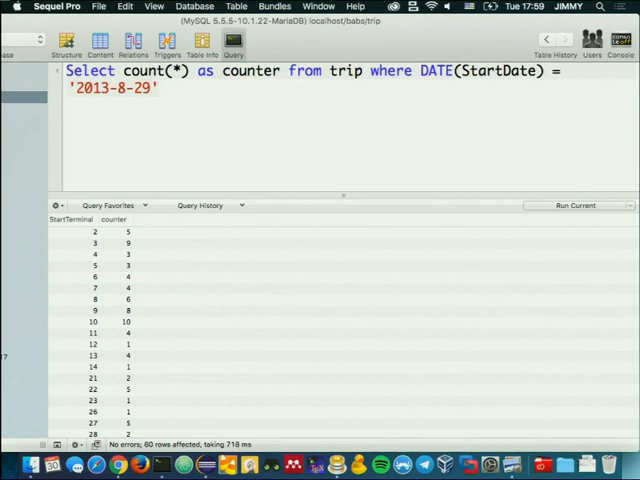 Sequel Pro File Edit View Database Table Bundles Window Help Tue 17:59 JIMMY
(MySQL 5.5.5-10.1.22-MariaDB) localhost/babs/trip
Structure Content Relations Triggers Table Info Query Table History Users Console
console
off
1 Select count(*) as counter from trip where DATE(StartDate) =
'2013-8-29'
Query Favorites Query History Run Current
StartTerminal counter
2 5
3 9
4 3
5 3
6 4
7 4
8 6
9 8
10 10
11 4
12 1
13 4
14 1
21 2
22 5
23 1
26 1
27 5
28 2
17
No errors; 60 rows affected, taking 718 ms
30